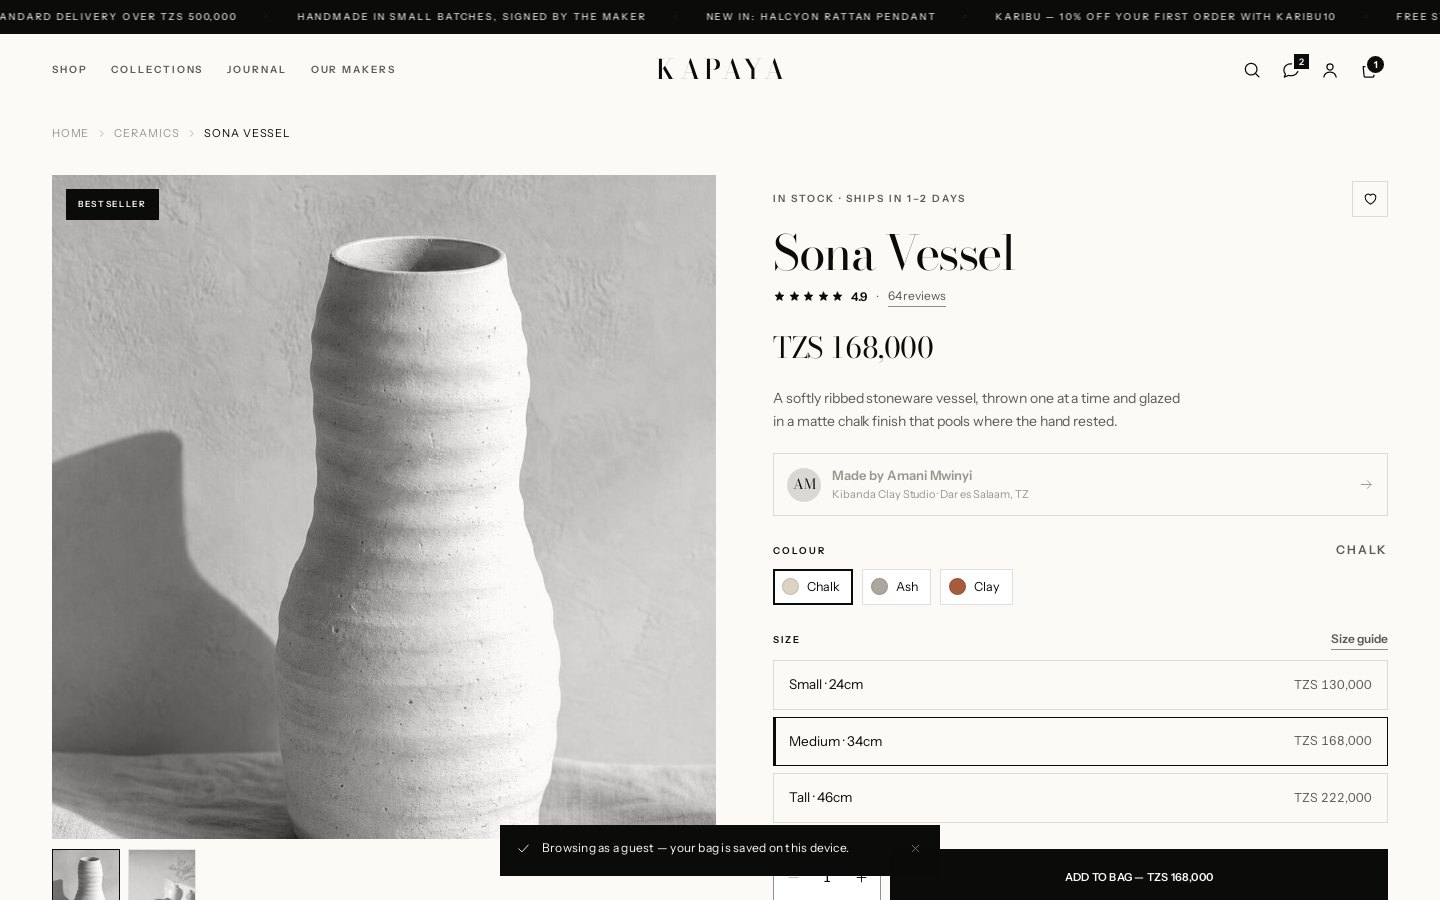 ANDARD DELIVERY OVER TZS 500,000 · HANDMADE IN SMALL BATCHES, SIGNED BY THE MAKER · NEW IN: HALCYON RATTAN PENDANT · KARIBU — 10% OFF YOUR FIRST ORDER WITH KARIBU10 · FREE S
SHOP COLLECTIONS JOURNAL OUR MAKERS KAPAYA 2 1
HOME > CERAMICS > SONA VESSEL
BESTSELLER
IN STOCK · SHIPS IN 1–2 DAYS
Sona Vessel
★★★★★ 4.9 · 64 reviews
TZS 168,000
A softly ribbed stoneware vessel, thrown one at a time and glazed
in a matte chalk finish that pools where the hand rested.
AM
Made by Amani Mwinyi
Kibanda Clay Studio · Dar es Salaam, TZ
COLOUR CHALK
Chalk Ash Clay
SIZE Size guide
Small · 24cm TZS 130,000
Medium · 34cm TZS 168,000
Tall · 46cm TZS 222,000
Browsing as a guest — your bag is saved on this device.
1
ADD TO BAG — TZS 168,000